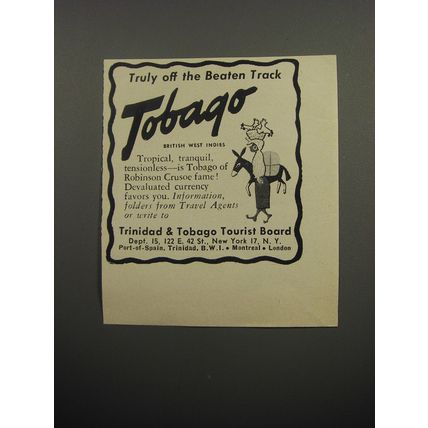 Truly off the Beaten Track
Tobago
BRITISH WEST INDIES
Tropical, tranquil,
tensionless—is Tobago of
Robinson Crusoe fame!
Devaluated currency
favors you. Information,
folders from Travel Agents
or write to
Trinidad & Tobago Tourist Board
Dept. 15, 122 E. 42 St., New York 17, N. Y.
Port-of-Spain, Trinidad, B.W.I. • Montreal • London